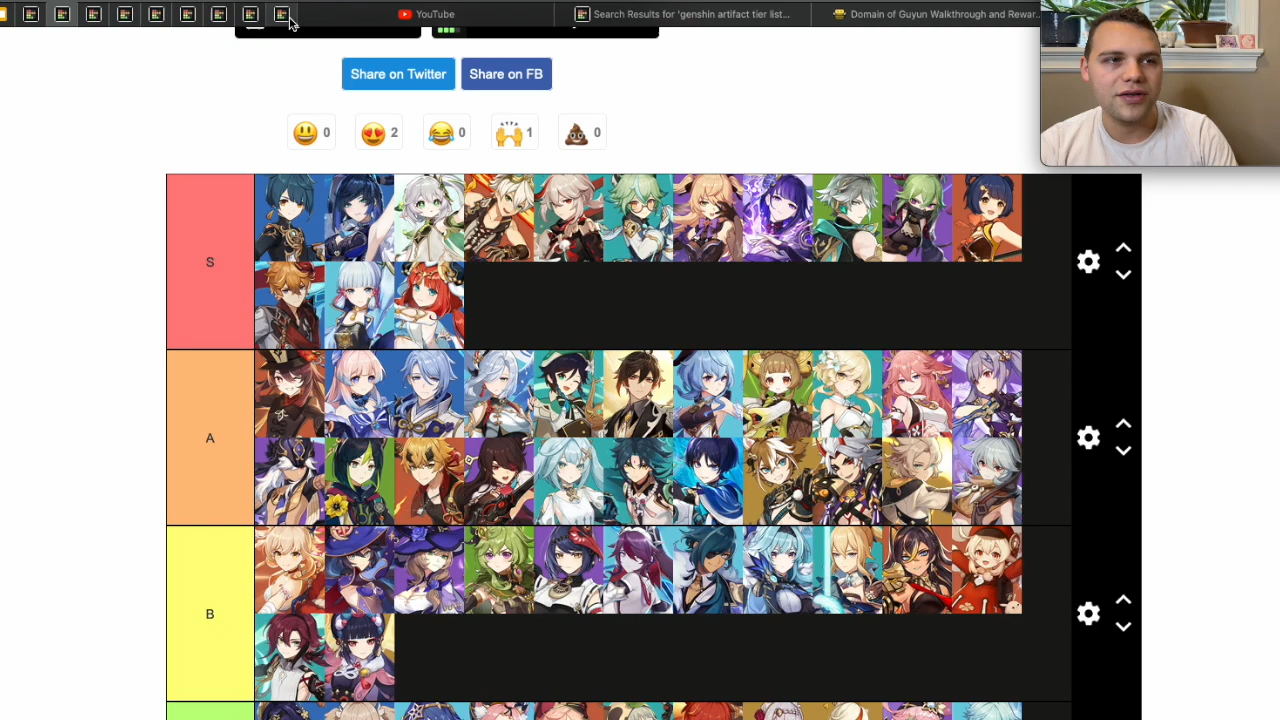 YouTube
Search Results for 'genshin artifact tier list...
Domain of Guyun Walkthrough and Rewar...
Share on Twitter
Share on FB
0
2
0
1
0
S
A
B